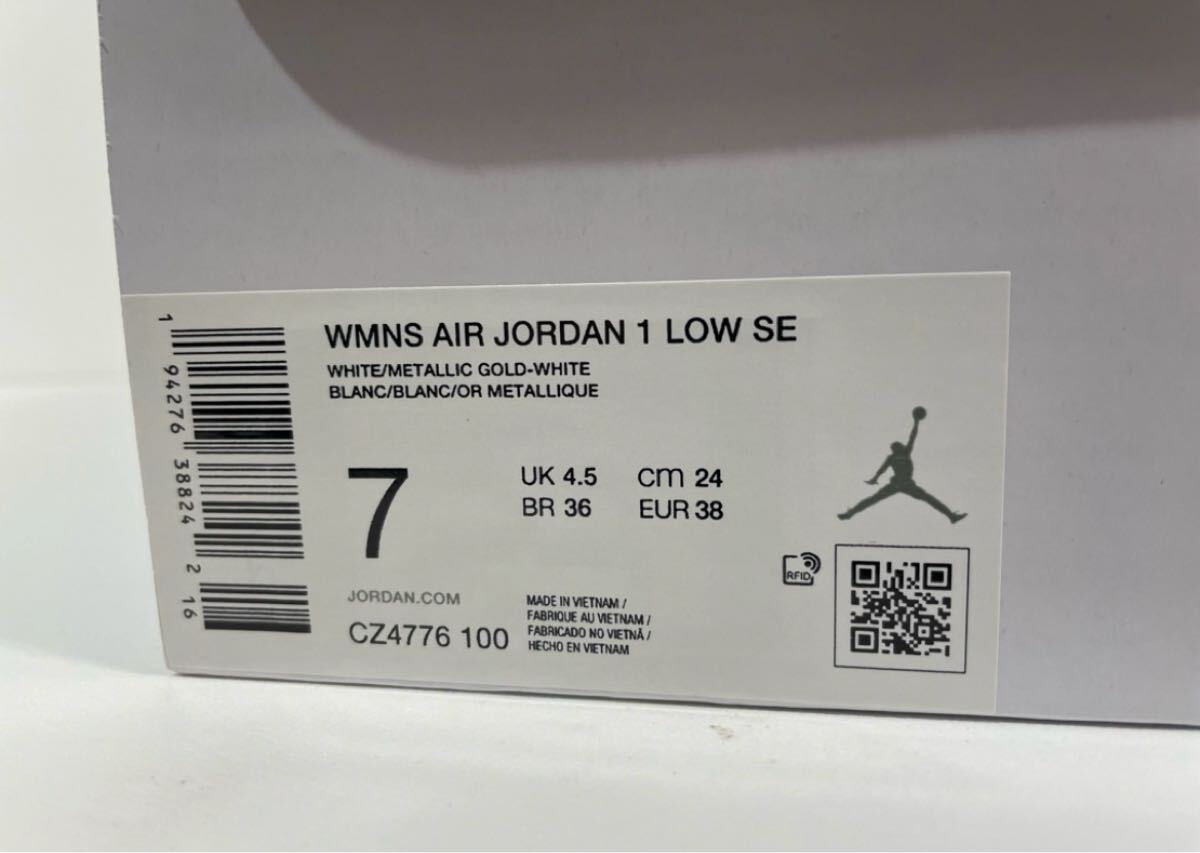 WMNS AIR JORDAN 1 LOW SE
WHITE/METALLIC GOLD-WHITE
BLANC/BLANC/OR METALLIQUE
7
UK 4.5 cm 24
BR 36 EUR 38
RFID
JORDAN.COM
CZ4776 100
MADE IN VIETNAM /
FABRIQUE AU VIETNAM /
FABRICADO NO VIETNÃ /
HECHO EN VIETNAM
1 94276 38824 2 16